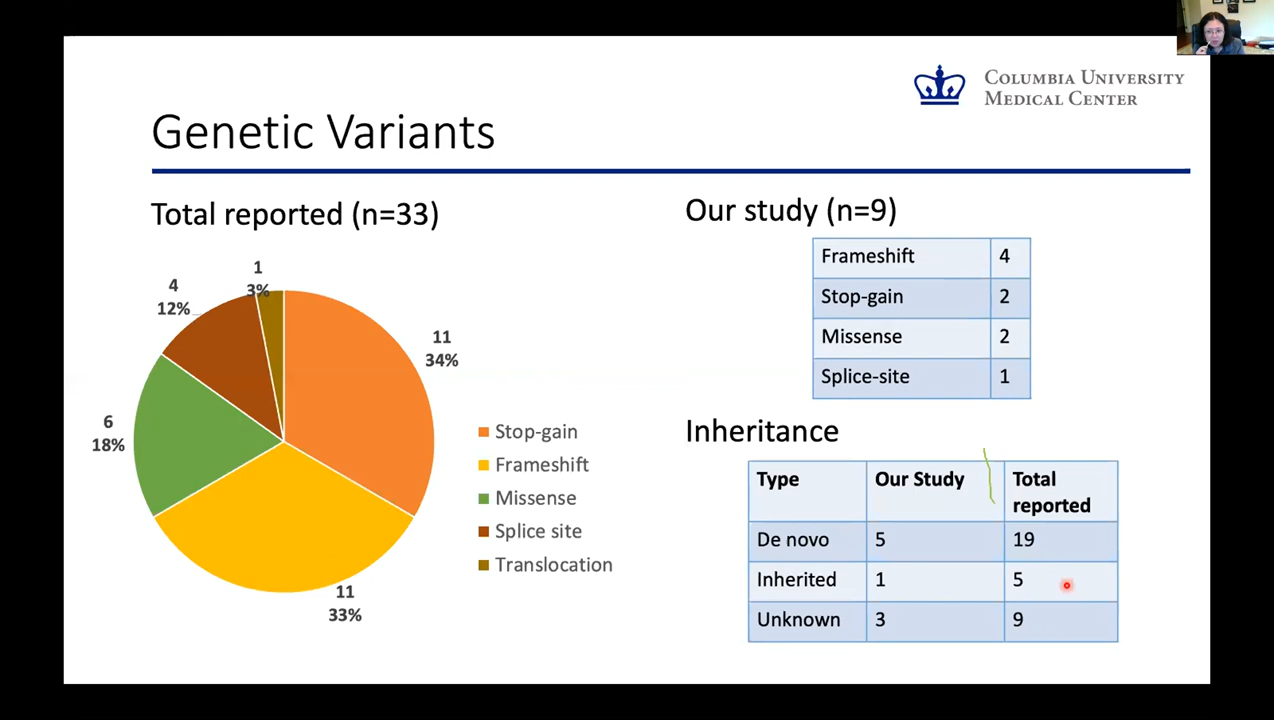 COLUMBIA UNIVERSITY
MEDICAL CENTER
Genetic Variants
Total reported (n=33)
1
3%
4
12%
11
34%
6
18%
11
33%
Stop-gain
Frameshift
Missense
Splice site
Translocation
Our study (n=9)
Frameshift 4
Stop-gain 2
Missense 2
Splice-site 1
Inheritance
Type Our Study Total
reported
De novo 5 19
Inherited 1 5
Unknown 3 9